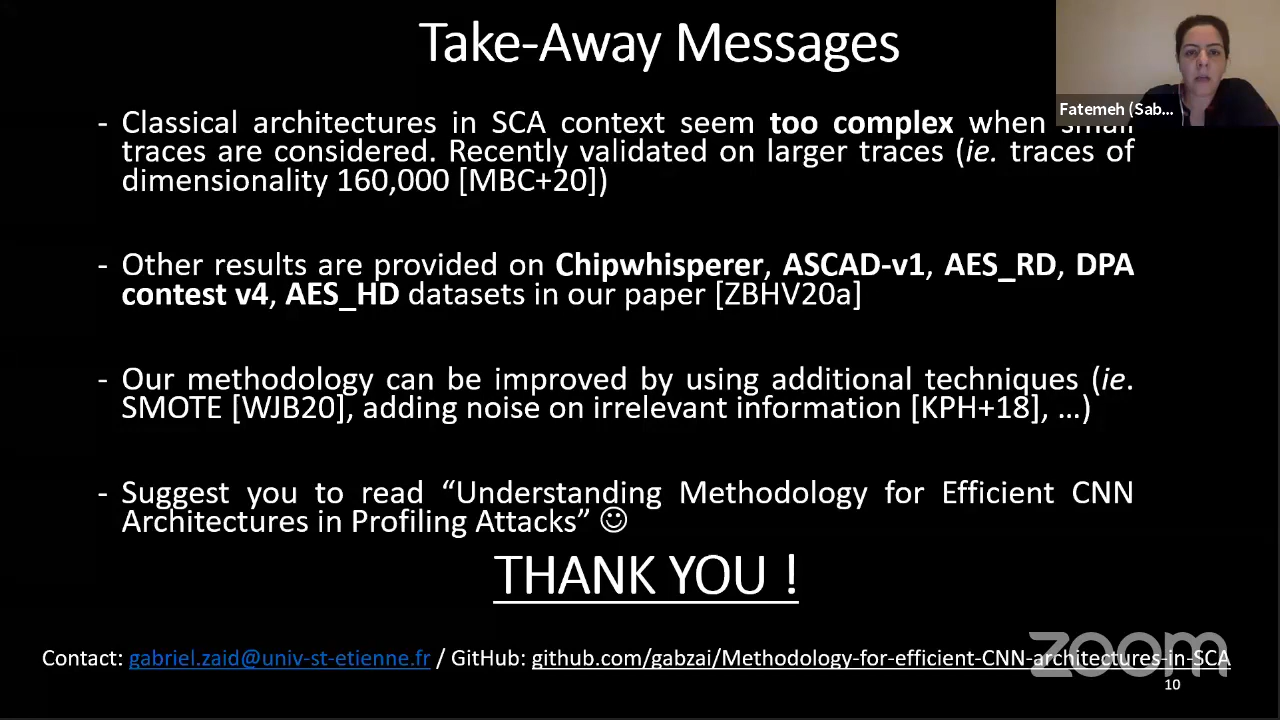 Take-Away Messages
Fatemeh (Sab...
- Classical architectures in SCA context seem too complex when small
traces are considered. Recently validated on larger traces (ie. traces of
dimensionality 160,000 [MBC+20])
- Other results are provided on Chipwhisperer, ASCAD-v1, AES_RD, DPA
contest v4, AES_HD datasets in our paper [ZBHV20a]
- Our methodology can be improved by using additional techniques (ie.
SMOTE [WJB20], adding noise on irrelevant information [KPH+18], …)
- Suggest you to read “Understanding Methodology for Efficient CNN
Architectures in Profiling Attacks” ☺
THANK YOU !
zoom
Contact: gabriel.zaid@univ-st-etienne.fr / GitHub: github.com/gabzai/Methodology-for-efficient-CNN-architectures-in-SCA
10